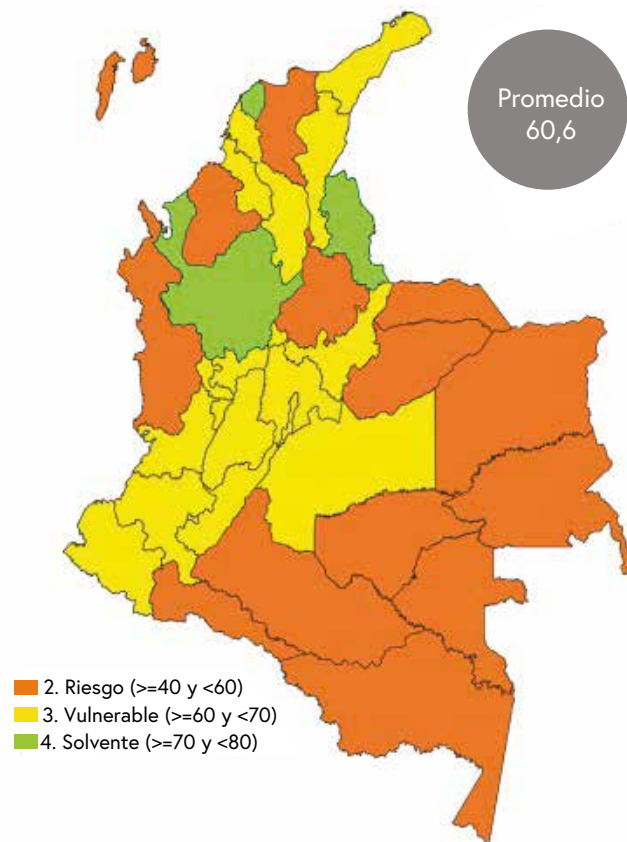 Promedio
60,6
2. Riesgo (>=40 y <60)
3. Vulnerable (>=60 y <70)
4. Solvente (>=70 y <80)